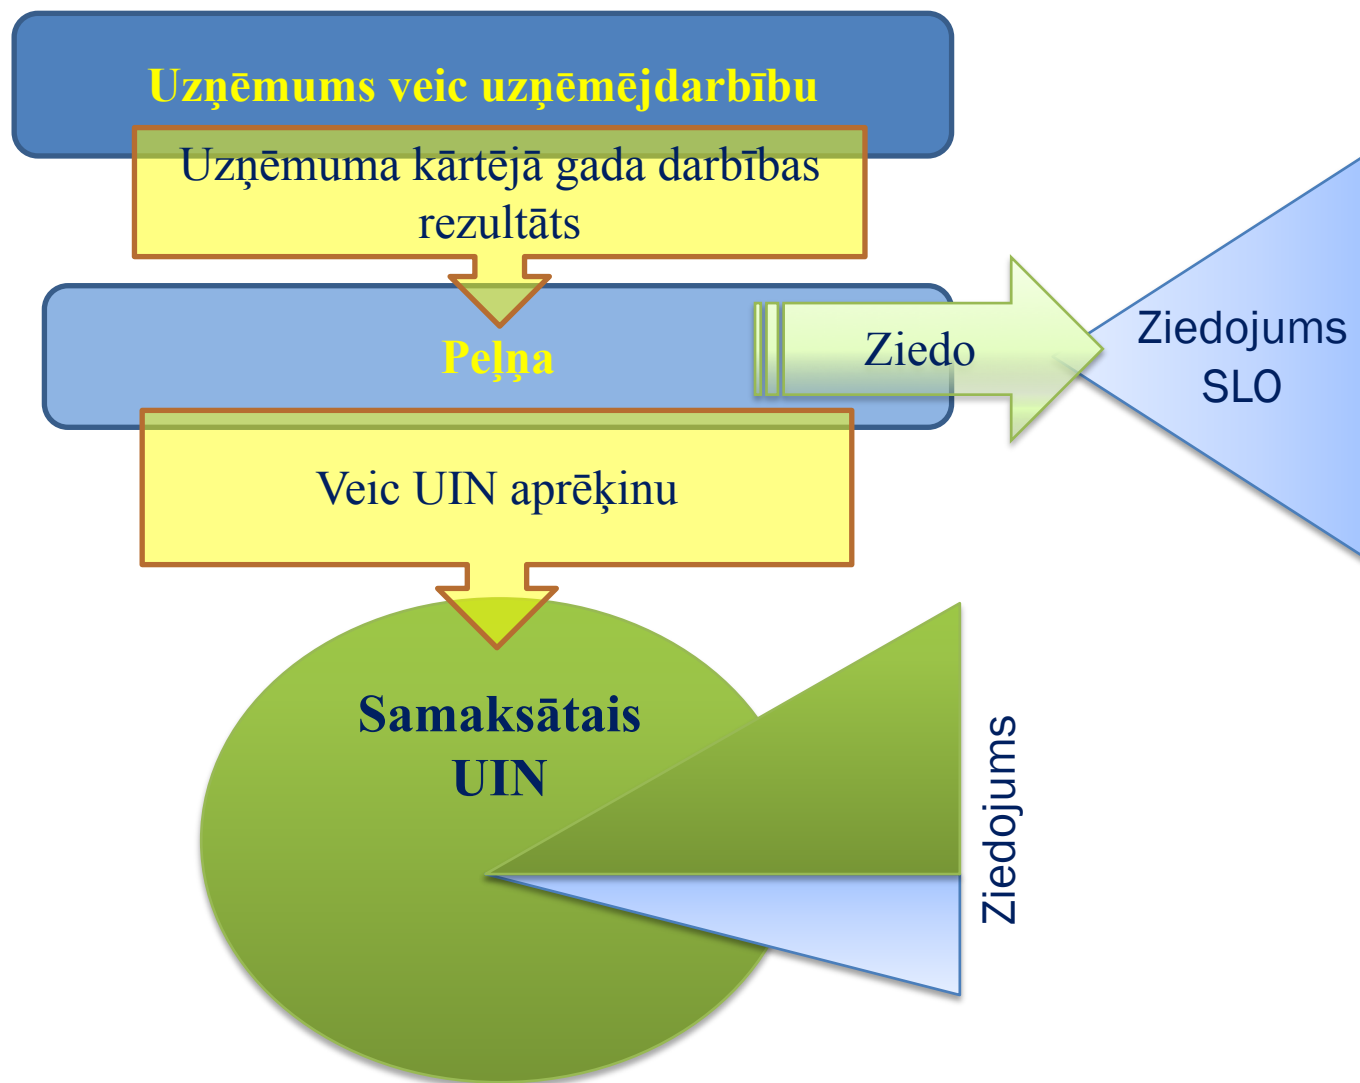 Uzņēmums veic uzņēmējdarbību
Uzņēmuma kārtējā gada darbības
rezultāts
Peļņa
Ziedo
Ziedojums
SLO
Veic UIN aprēķinu
Samaksātais
UIN
Ziedojums